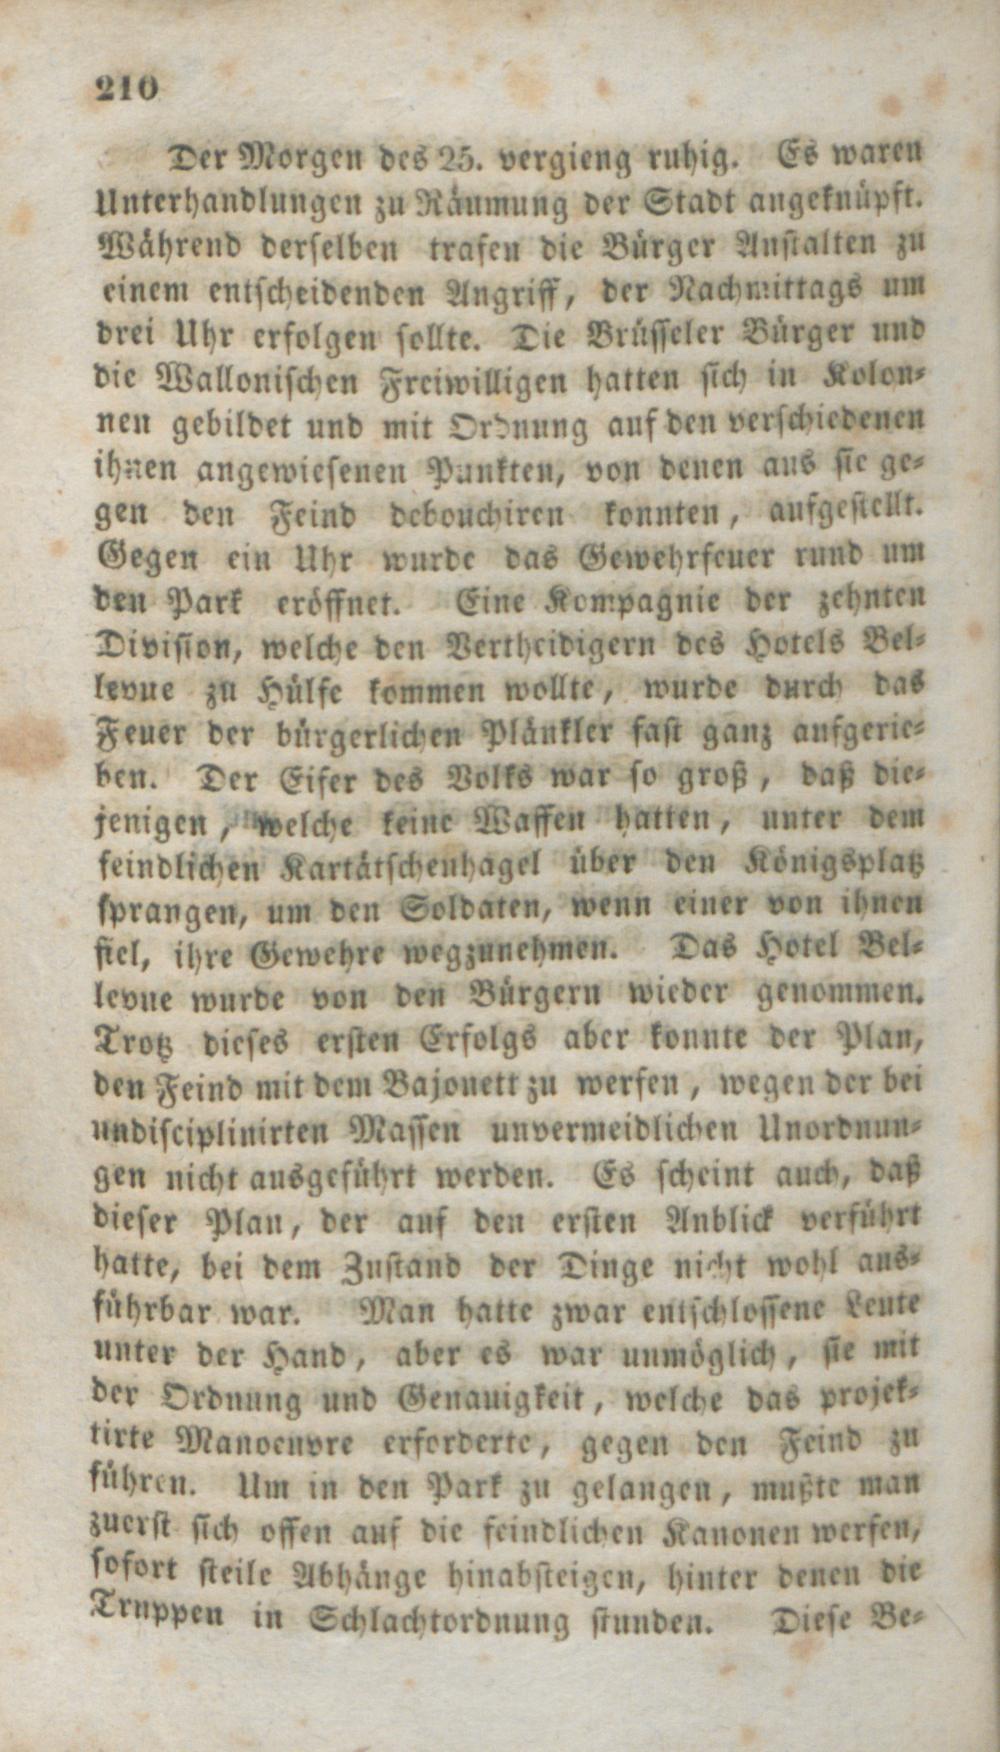 210
Der Morgen des 25. vergieng ruhig. Es waren
Unterhandlungen zu Räumung der Stadt angeknüpft.
Während derselben trafen die Bürger Anstalten zu
einem entscheidenden Angriff, der Nachmittags um
drei Uhr erfolgen sollte. Die Brüsseler Bürger und
die Wallonischen Freiwilligen hatten sich in Kolon-
nen gebildet und mit Ordnung auf den verschiedenen
ihnen angewiesenen Punkten, von denen aus sie ge-
gen den Feind debouchiren konnten, aufgestellt.
Gegen ein Uhr wurde das Gewehrfeuer rund um
den Park eröffnet. Eine Kompagnie der zehnten
Division, welche den Vertheidigern des Hotels Bel-
levue zu Hülfe kommen wollte, wurde durch das
Feuer der bürgerlichen Plänkler fast ganz aufgerie-
ben. Der Eifer des Volks war so groß, daß die-
jenigen, welche keine Waffen hatten, unter dem
feindlichen Kartätschenhagel über den Königsplatz
sprangen, um den Soldaten, wenn einer von ihnen
fiel, ihre Gewehre wegzunehmen. Das Hotel Bel-
levue wurde von den Bürgern wieder genommen.
Trotz dieses ersten Erfolgs aber konnte der Plan,
den Feind mit dem Bajonett zu werfen, wegen der bei
undisciplinirten Massen unvermeidlichen Unordnun-
gen nicht ausgeführt werden. Es scheint auch, daß
dieser Plan, der auf den ersten Anblick verführt
hatte, bei dem Zustand der Dinge nicht wohl aus-
führbar war. Man hatte zwar entschlossene Leute
unter der Hand, aber es war unmöglich, sie mit
der Ordnung und Genauigkeit, welche das projek-
tirte Manoeuvre erforderte, gegen den Feind zu
führen. Um in den Park zu gelangen, mußte man
zuerst sich offen auf die feindlichen Kanonen werfen,
sofort steile Abhänge hinabsteigen, hinter denen die
Truppen in Schlachtordnung stunden. Diese Be-